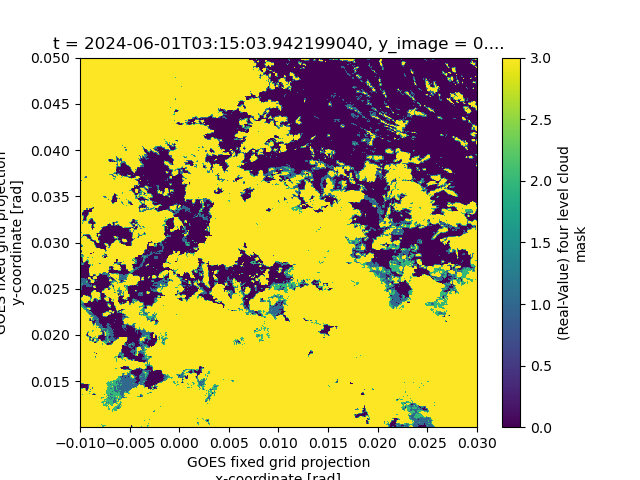 t = 2024-06-01T03:15:03.942199040, y_image = 0....
0.050
0.045
0.040
0.035
0.030
0.025
0.020
0.015
GOES fixed grid projection
y-coordinate [rad]
−0.010 −0.005 0.000 0.005 0.010 0.015 0.020 0.025 0.030
GOES fixed grid projection
x-coordinate [rad]
3.0
2.5
2.0
1.5
1.0
0.5
0.0
(Real-Value) four level cloud
mask